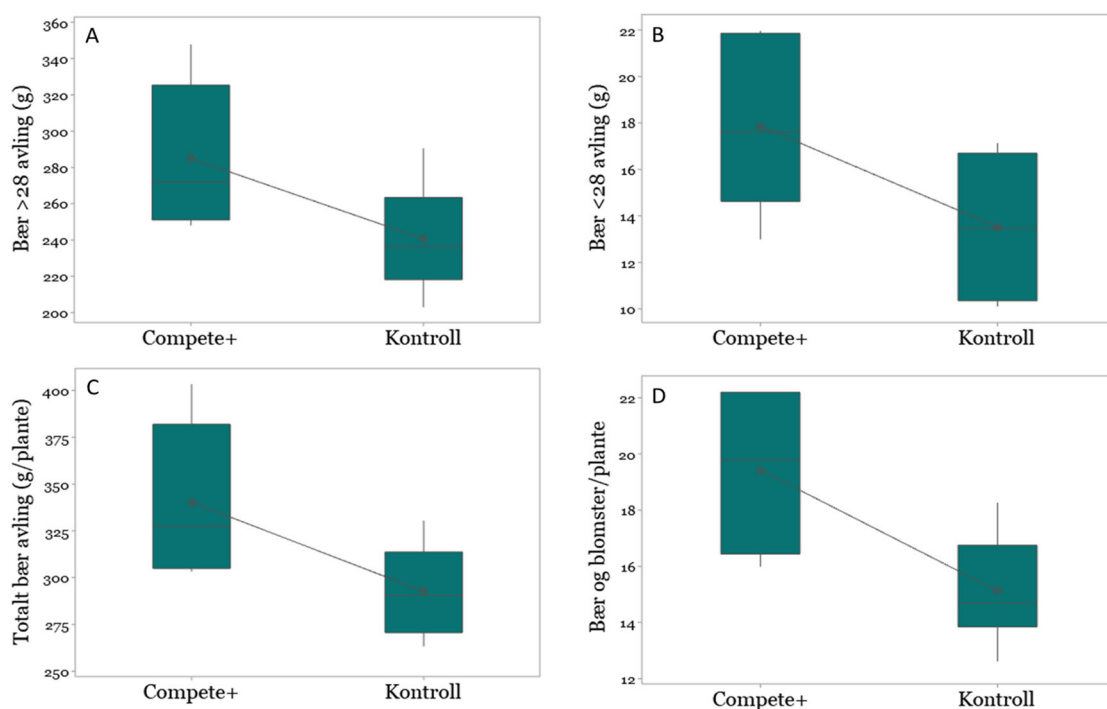 A
Bær >28 avling (g)
360
340
320
300
280
260
240
220
200
Compete+ Kontroll
B
Bær <28 avling (g)
22
20
18
16
14
12
10
Compete+ Kontroll
C
Totalt bær avling (g/plante)
400
375
350
325
300
275
250
Compete+ Kontroll
D
Bær og blomster/plante
22
20
18
16
14
12
Compete+ Kontroll